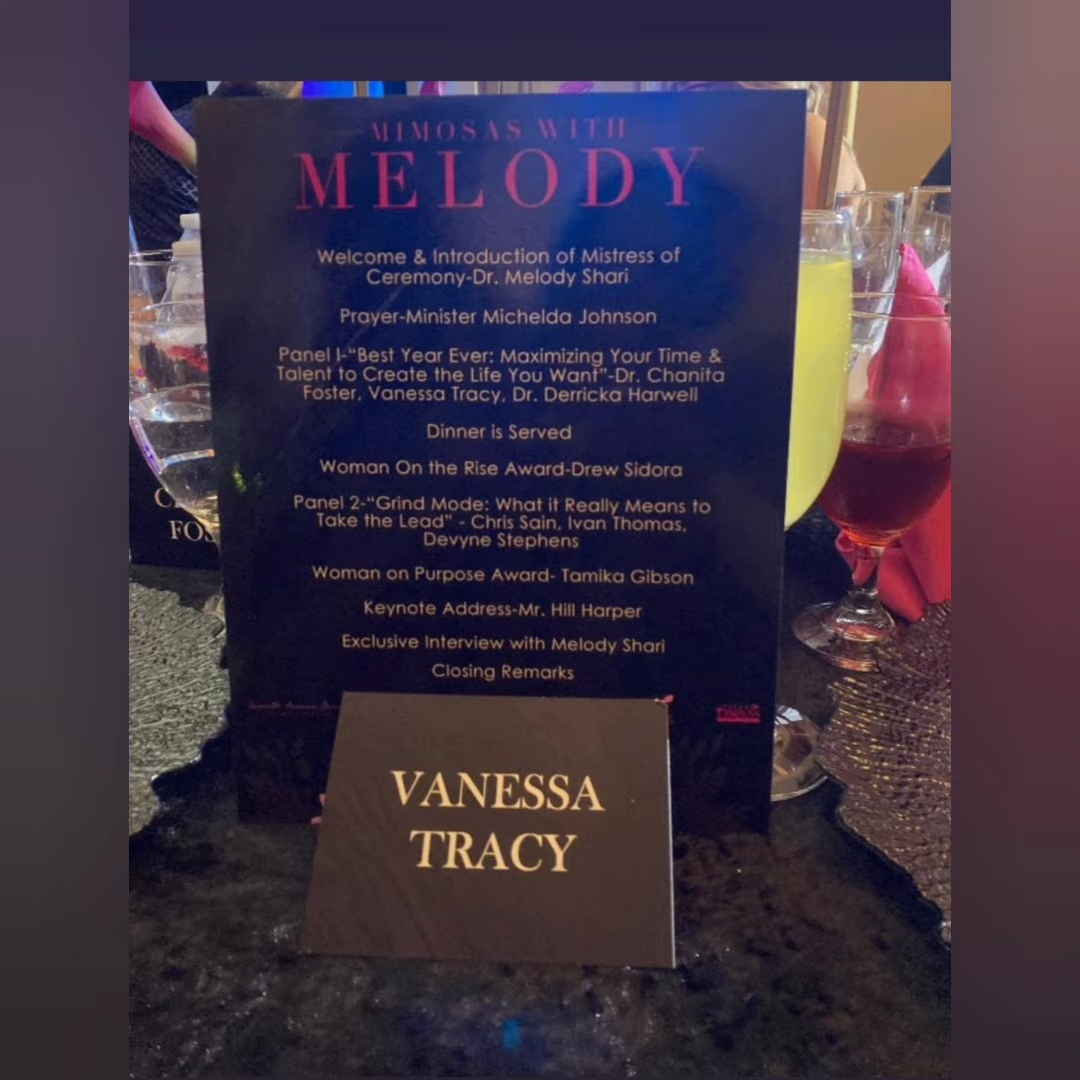 MIMOSAS WITH
MELODY
Welcome & Introduction of Mistress of
Ceremony-Dr. Melody Shari
Prayer-Minister Michelda Johnson
Panel 1-“Best Year Ever: Maximizing Your Time &
Talent to Create the Life You Want”-Dr. Chanita
Foster, Vanessa Tracy, Dr. Derricka Harwell
Dinner is Served
Woman On the Rise Award-Drew Sidora
Panel 2-“Grind Mode: What it Really Means to
Take the Lead” - Chris Sain, Ivan Thomas,
Devyne Stephens
Woman on Purpose Award- Tamika Gibson
Keynote Address-Mr. Hill Harper
Exclusive Interview with Melody Shari
Closing Remarks
VANESSA
TRACY
C
FOS